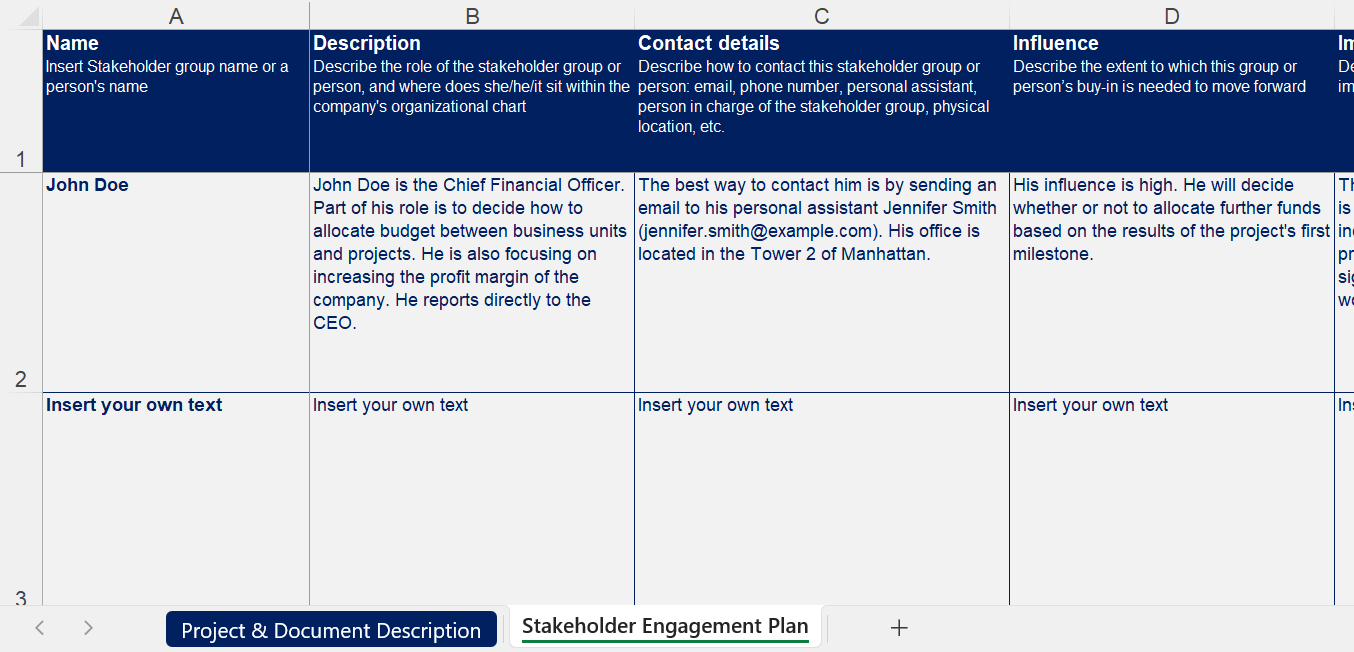 A B C D
Name
Insert Stakeholder group name or a
person's name
Description
Describe the role of the stakeholder group or
person, and where does she/he/it sit within the
company's organizational chart
Contact details
Describe how to contact this stakeholder group or
person: email, phone number, personal assistant,
person in charge of the stakeholder group, physical
location, etc.
Influence
Describe the extent to which this group or
person’s buy-in is needed to move forward
1
John Doe
John Doe is the Chief Financial Officer.
Part of his role is to decide how to
allocate budget between business units
and projects. He is also focusing on
increasing the profit margin of the
company. He reports directly to the
CEO.
The best way to contact him is by sending an
email to his personal assistant Jennifer Smith
(jennifer.smith@example.com). His office is
located in the Tower 2 of Manhattan.
His influence is high. He will decide
whether or not to allocate further funds
based on the results of the project's first
milestone.
is
2
Insert your own text
Insert your own text
Insert your own text
Insert your own text
3
Project & Document Description
Stakeholder Engagement Plan